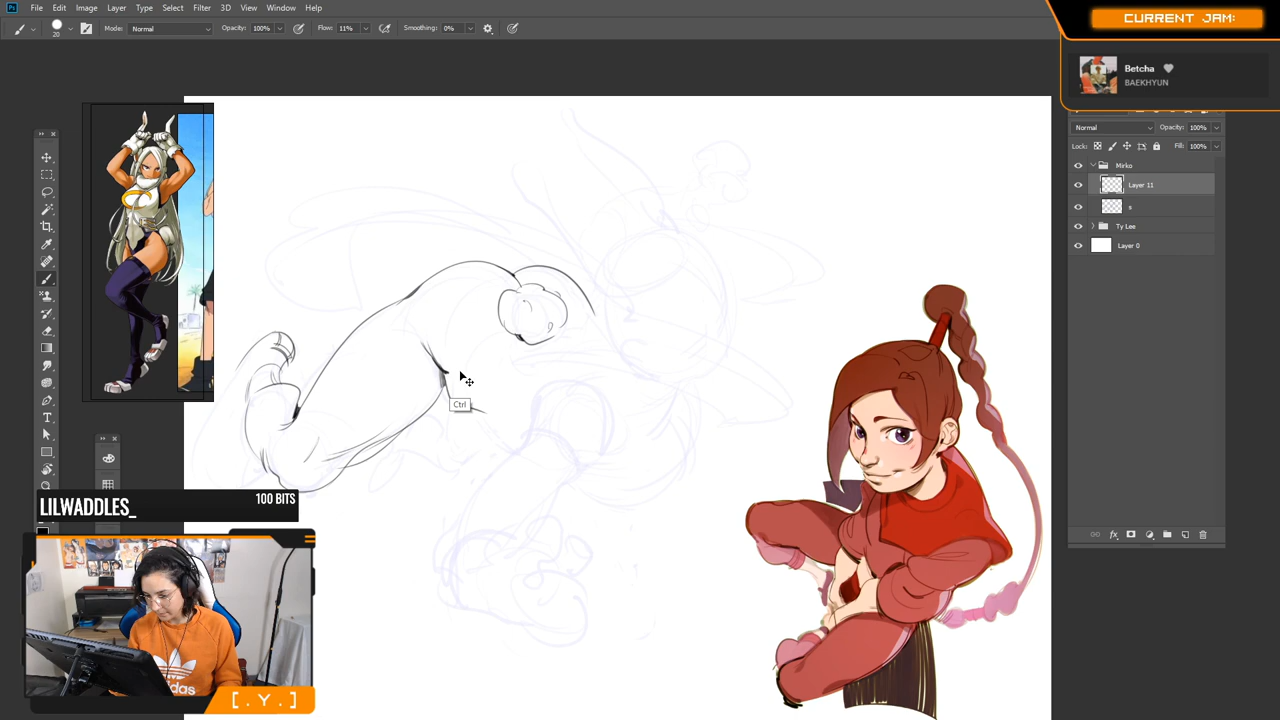 File Edit Image Layer Type Select Filter 3D View Window Help
20 Mode: Normal Opacity: 100% Flow: 11% Smoothing: 0%
CURRENT JAM:
Betcha
BAEKHYUN
Normal Opacity: 100%
Lock: Fill: 100%
Mirko
Layer 11
s
Ty Lee
Layer 0
Ctrl
LILWADDLES_ 100 BITS
adidas
[ . Y . ]